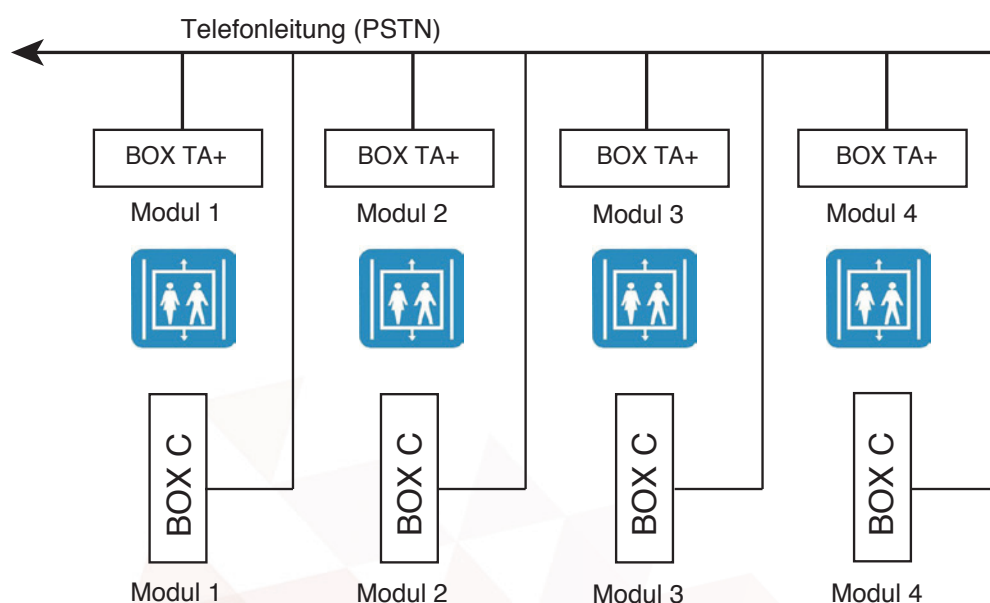 Telefonleitung (PSTN)
BOX TA+ BOX TA+ BOX TA+ BOX TA+
Modul 1 Modul 2 Modul 3 Modul 4
BOX C BOX C BOX C BOX C
Modul 1 Modul 2 Modul 3 Modul 4